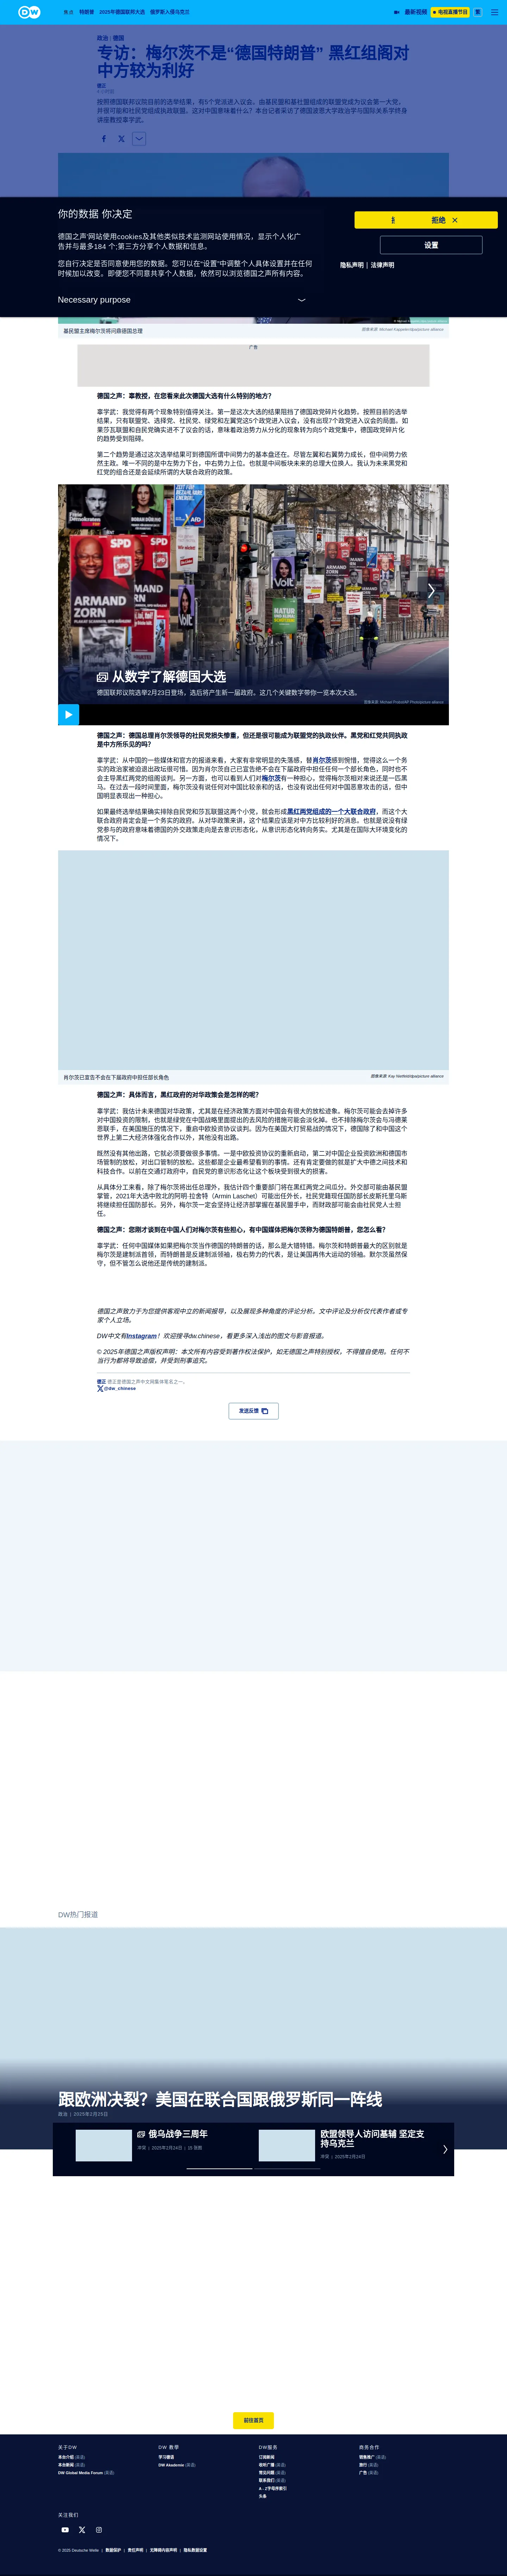 DW
焦点 特朗普 2025年德国联邦大选 俄罗斯入侵乌克兰
最新视频
电视直播节目
繁
政治 德国
专访：梅尔茨不是“德国特朗普” 黑红组阁对
中方较为利好
德正
按照德国联邦议院目前的选举结果，有5个党派进入议会。由基民盟和基社盟组成的联盟党成为议会第一大党，
并很可能和社民党组成执政联盟。这对中国意味着什么？本台记者采访了德国波恩大学政治学与国际关系学终身
讲座教授辜学武。
你的数据 你决定
拒绝
德国之声'网站使用cookies及其他类似技术监测网站使用情况，显示个人化广
告并与最多184 个;第三方分享个人数据和信息。
设置
您自行决定是否同意使用您的数据。您可以在"设置"中调整个人具体设置并在任何
时候加以改变。即便您不同意共享个人数据，依然可以浏览德国之声所有内容。
隐私声明 | 法律声明
Necessary purpose
基民盟主席梅尔茨将问鼎德国总理
图像来源: Michael Kappeler/dpa/picture alliance
广告
德国之声：辜教授，在您看来此次德国大选有什么特别的地方？
辜学武：我觉得有两个现象特别值得关注。第一是这次大选的结果阻挡了德国政党碎片化趋势。按照目前的选举
结果，只有联盟党、选择党、社民党、绿党和左翼党这5个政党进入议会，没有出现7个政党进入议会的局面。如
果莎瓦联盟和自民党确实进不了议会的话，意味着政治势力从分化的现象转为向5个政党集中，德国政党碎片化
的趋势受到阻碍。
第二个趋势是通过这次选举结果可到德国所谓中间势力的基本盘还在。尽管左翼和右翼势力成长，但中间势力依
然主政。唯一不同的是中左势力下台，中右势力上位。也就是中间板块未来的总理大位换人。我认为未来黑党和
红党的组合还是会延续所谓的大联合政府的政策。
SPD
ARMAND
ZORN
SPD
AfD
Volt
NATUR
从数字了解德国大选
德国联邦议院选举2月23日登场，选后将产生新一届政府。这几个关键数字带你一览本次大选。
图像来源: Michael Probst/AP Photo/picture alliance
德国之声：德国总理肖尔茨领导的社民党损失惨重，但还是很可能成为联盟党的执政伙伴。黑党和红党共同执政
是中方所乐见的吗？
辜学武：从中国的一些媒体和官方的报道来看，大家有非常明显的失落感，替肖尔茨感到惋惜，觉得这么一个务
实的政治家被迫退出政坛很可惜。因为肖尔茨自己已宣告不会在下届政府中担任任何一个部长角色，同时也不
会主导黑红两党的组阁谈判。另一方面，也可以看到人们对梅尔茨有一种担心，觉得梅尔茨相对来说还是一匹黑
马。在过去一段时间里面，梅尔茨没有说任何对中国比较亲和的话，也没有说出任何对中国恶意攻击的话，但中
国明显表现出一种担心。
如果最终选举结果确实排除自民党和莎瓦联盟这两个小党，就会形成黑红两党组成的一个大联合政府，而这个大
联合政府肯定会是一个务实的政府。从对华政策来讲，这个结果应该是对中方比较利好的消息，也就是说没有绿
党参与的政府意味着德国的外交政策走向是去意识形态化，从意识形态化转向务实。尤其是在国际大环境变化的
情况下。
肖尔茨已宣告不会在下届政府中担任部长角色
图像来源: Kay Nietfeld/dpa/picture alliance
德国之声：具体而言，黑红政府的对华政策会是怎样的呢？
辜学武：我估计未来德国对华政策，尤其是在经济政策方面对中国会有很大的放松迹象。梅尔茨可能会去掉许多
对中国投资的限制，也就是绿党在中国战略里面提出的去风险的措施可能会淡化掉。也不排除梅尔茨会与冯德莱
恩联手，在美国施压的情况下，重启中欧投资协议谈判。因为在美国大打贸易战的情况下，德国除了和中国这个
世界上第二大经济体强化合作以外，其他没有出路。
既然没有其他出路，它就必须要做很多事情。一是中欧投资协议的重新启动，第二对中国企业投资欧洲和德国市
场管制的放松，对出口管制的放松。这些都是企业最希望看到的事情，还有肯定要做的就是扩大中德之间技术和
科技合作。以前在交通灯政府中，自民党的意识形态变化让这个板块受到很大的损害。
从具体分工来看，除了梅尔茨将出任总理外，我估计四个重要部门将在黑红两党之间瓜分。外交部可能由基民盟
掌管，2021年大选中败北的阿明·拉舍特（Armin Laschet）可能出任外长，社民党籍现任国防部长皮斯托里乌斯
将继续担任国防部长。另外，梅尔茨一定会坚持让经济部掌握在基民盟手中，而财政部可能会由社民党人士担
任。
德国之声：您刚才谈到在中国人们对梅尔茨有些担心，有中国媒体把梅尔茨称为德国特朗普，您怎么看？
辜学武：任何中国媒体如果把梅尔茨当作德国的特朗普的话，那么是大错特错。梅尔茨和特朗普最大的区别就是
梅尔茨是建制派首领，而特朗普是反建制派领袖，极右势力的代表，是让美国再伟大运动的领袖。默尔茨虽然保
守，但不管怎么说他还是传统的建制派。
德国之声致力于为您提供客观中立的新闻报导，以及展现多种角度的评论分析。文中评论及分析仅代表作者或专
家个人立场。
DW中文有Instagram！欢迎搜寻dw.chinese，看更多深入浅出的图文与影音报道。
© 2025年德国之声版权声明：本文所有内容受到著作权法保护，如无德国之声特别授权，不得擅自使用。任何不
当行为都将导致追偿，并受到刑事追究。
德正 德正是德国之声中文网集体笔名之一。
@dw_chinese
发送反馈
DW热门报道
跟欧洲决裂？美国在联合国跟俄罗斯同一阵线
政治 | 2025年2月25日
俄乌战争三周年
冲突 | 2025年2月24日 | 15 张图
欧盟领导人访问基辅 坚定支
持乌克兰
冲突 | 2025年2月24日
前往首页
关于DW
本台介绍 (英语)
本台新闻 (英语)
DW Global Media Forum (英语)
DW 教學
学习德语
DW Akademie (英语)
DW服务
订阅新闻
收听广播 (英语)
常见问题 (英语)
联系我们 (英语)
A - Z字母序索引
头条
商务合作
销售推广 (英语)
旅行 (英语)
广告 (英语)
关注我们
© 2025 Deutsche Welle | 数据保护 | 责任声明 | 无障碍内容声明 | 隐私数据设置